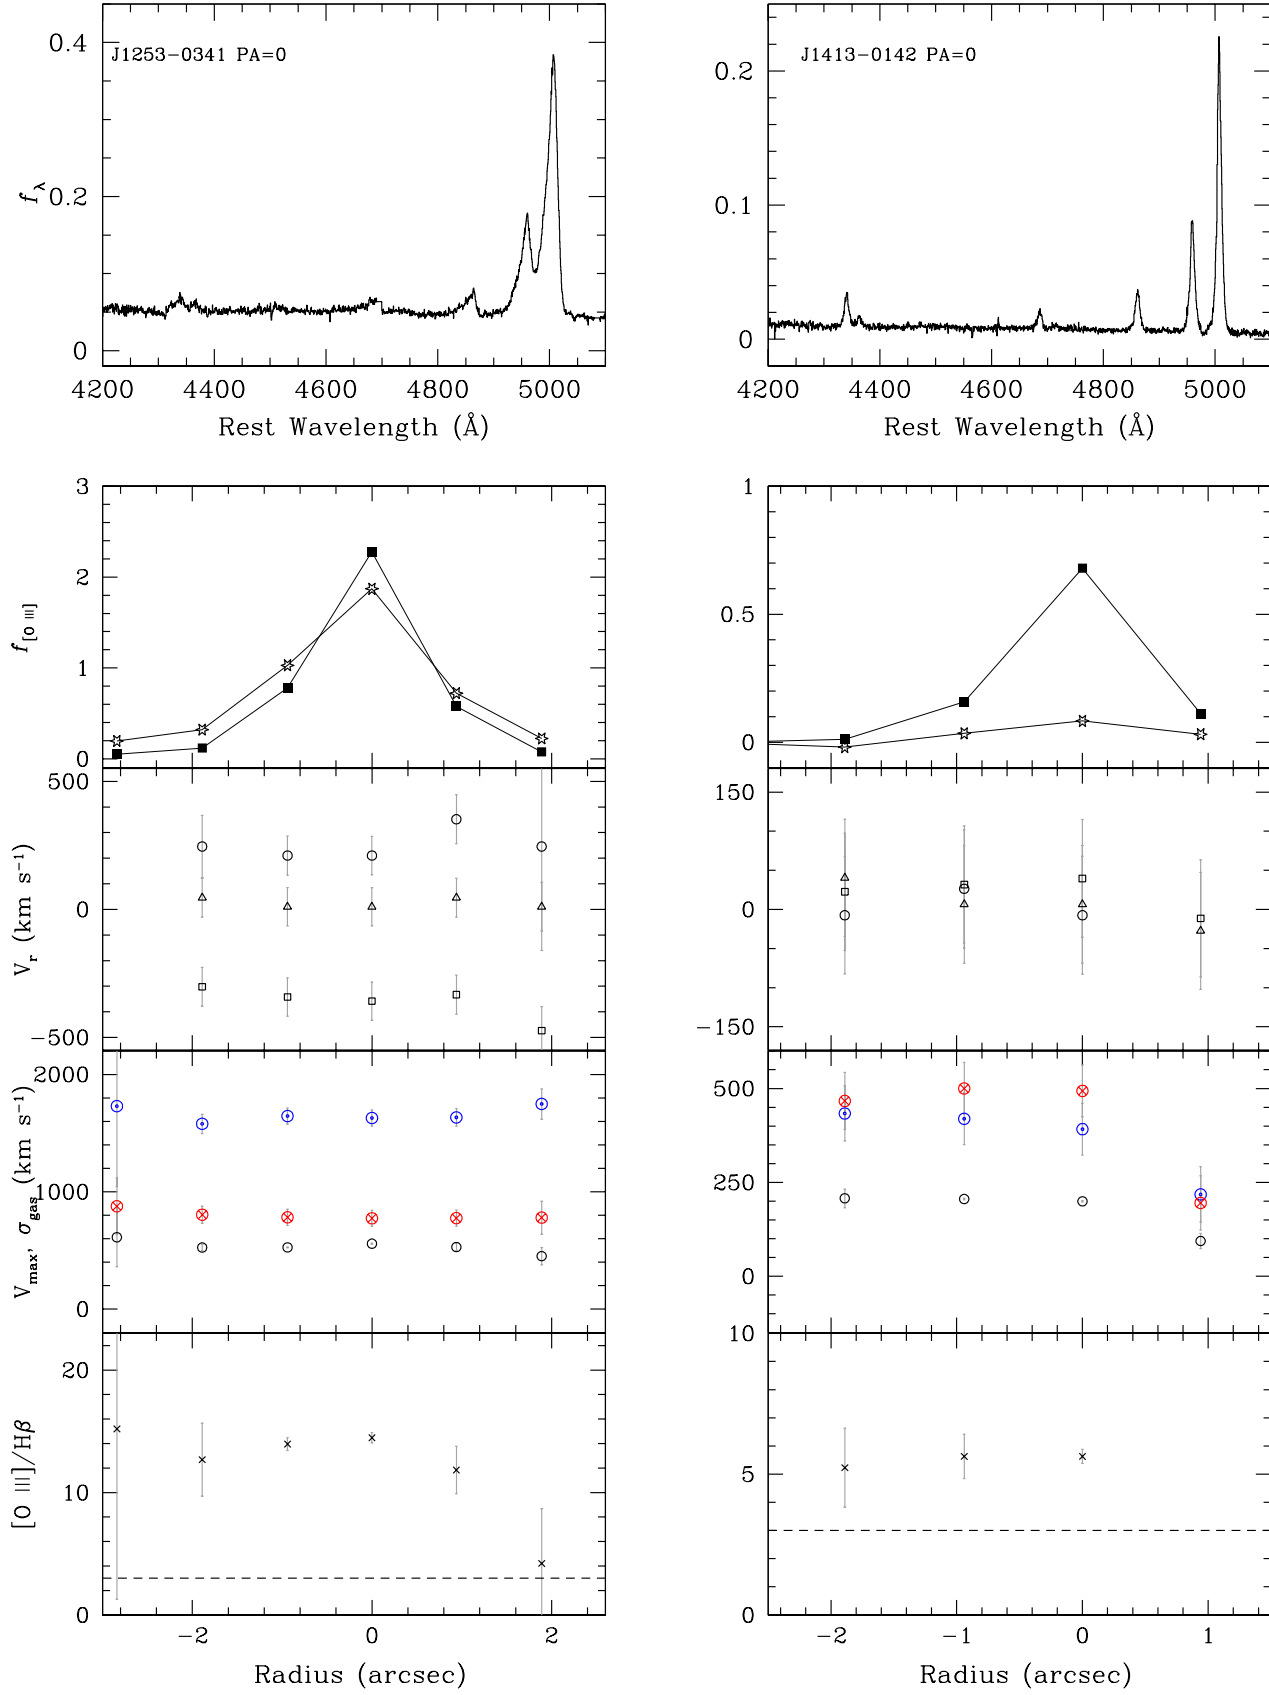 J1253−0341 PA=0
0.4
0.2
0
f_λ
4200 4400 4600 4800 5000
Rest Wavelength (Å)
J1413−0142 PA=0
0.2
0.1
0
4200 4400 4600 4800 5000
Rest Wavelength (Å)
3
2
1
0
f_[O III]
500
0
−500
V_r (km s⁻¹)
2000
1000
0
V_max, σ_gas (km s⁻¹)
20
10
0
[O III]/Hβ
−2 0 2
Radius (arcsec)
1
0.5
0
150
0
−150
500
250
0
10
5
0
−2 −1 0 1
Radius (arcsec)